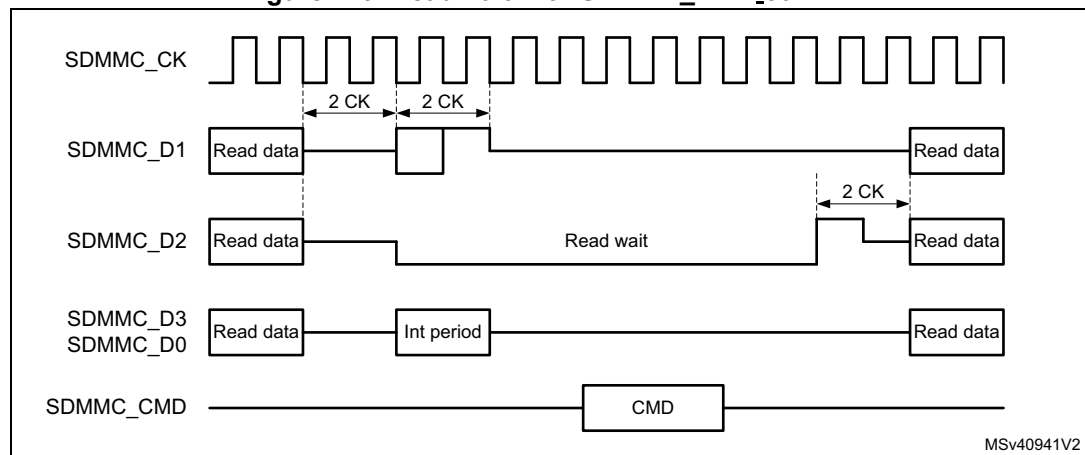 SDMMC_CK
2 CK 2 CK
SDMMC_D1 Read data Read data
2 CK
SDMMC_D2 Read data Read wait Read data
SDMMC_D3
SDMMC_D0
Read data Int period Read data
SDMMC_CMD CMD
MSv40941V2